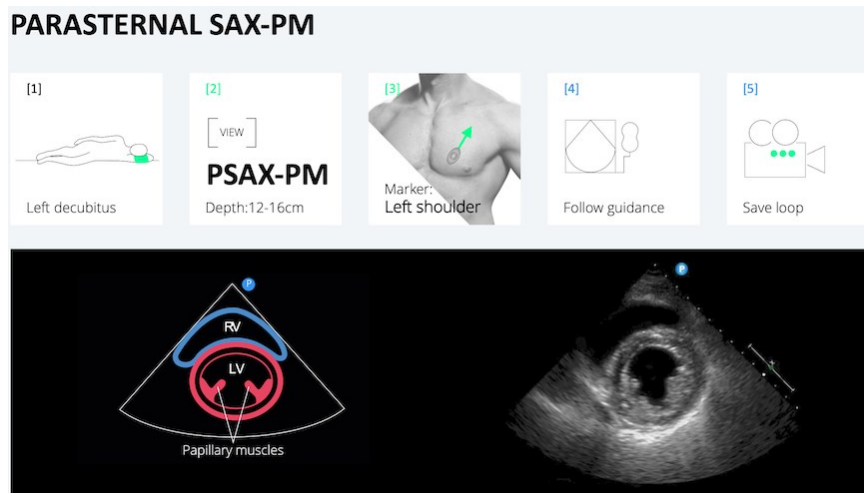 PARASTERNAL SAX-PM
[1]
Left decubitus
[2]
VIEW
PSAX-PM
Depth:12-16cm
[3]
Marker:
Left shoulder
[4]
Follow guidance
[5]
Save loop
P
RV
LV
Papillary muscles
P